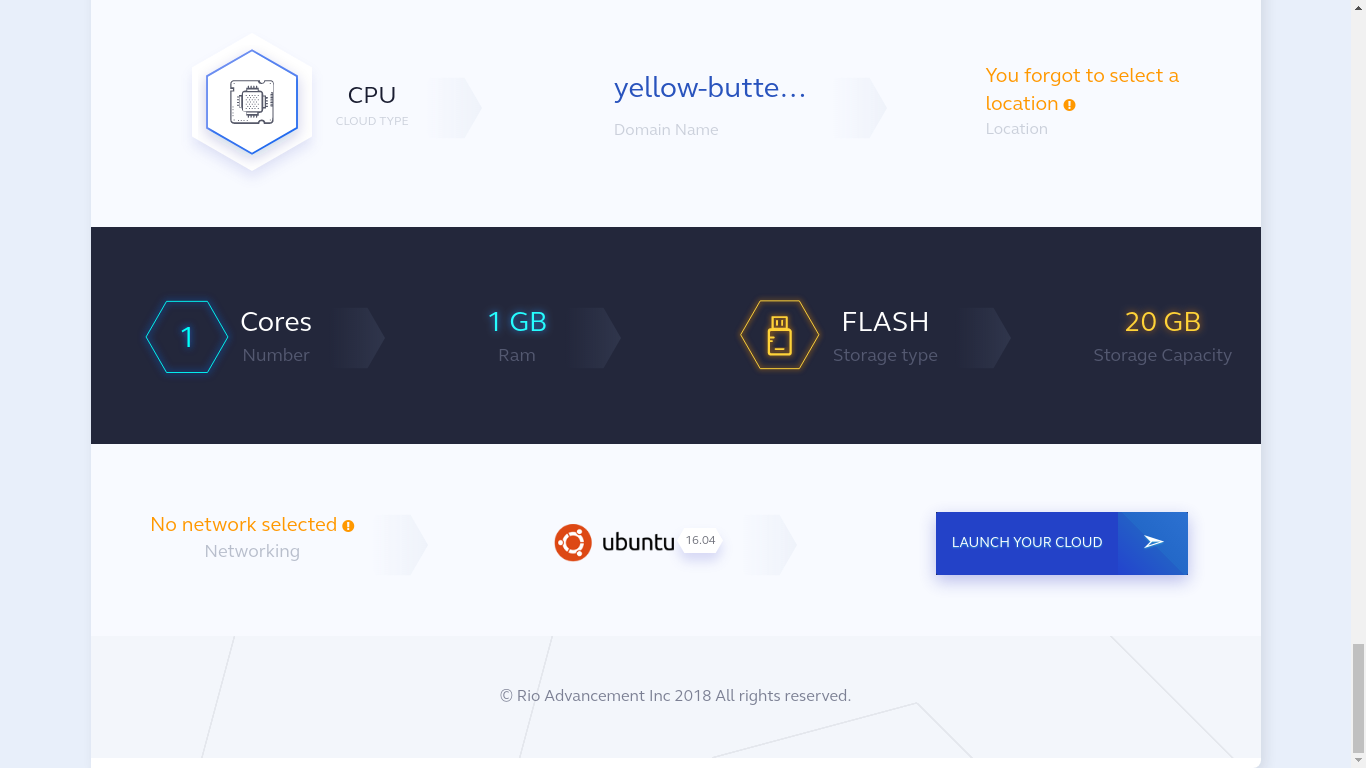 CPU
CLOUD TYPE
yellow-butte...
Domain Name
You forgot to select a
location
Location
1
Cores
Number
1 GB
Ram
FLASH
Storage type
20 GB
Storage Capacity
No network selected
Networking
ubuntu
16.04
LAUNCH YOUR CLOUD
© Rio Advancement Inc 2018 All rights reserved.